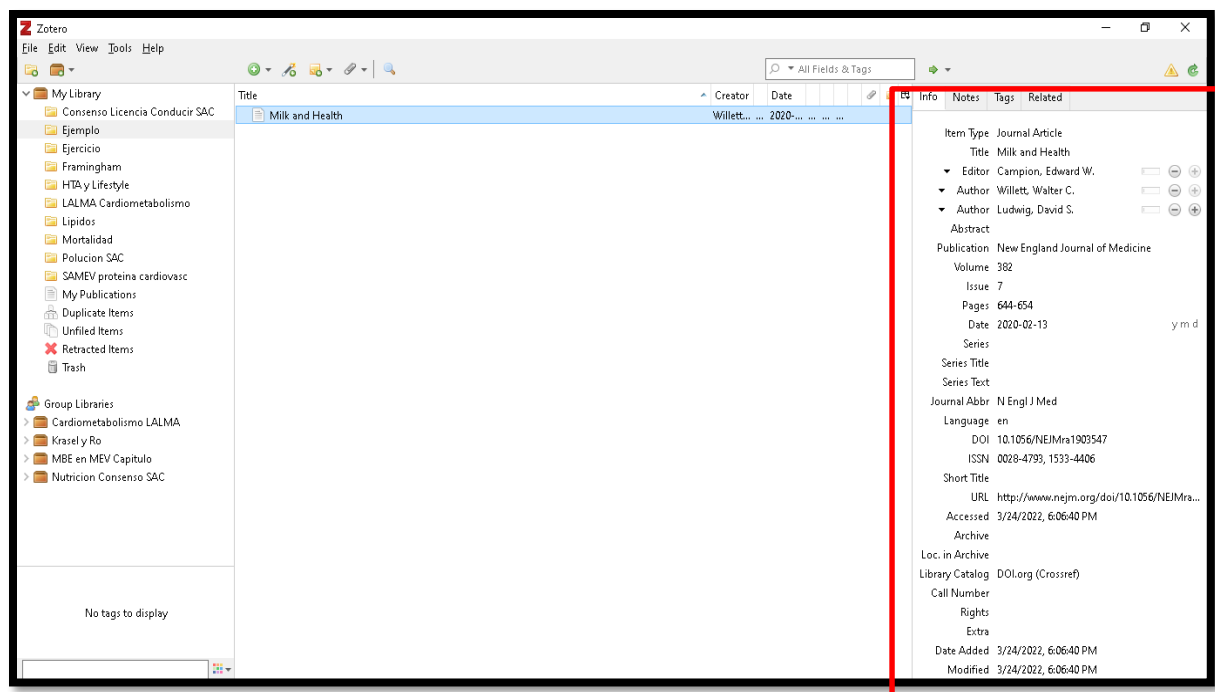 Zotero
File Edit View Tools Help
All Fields & Tags
My Library
Consenso Licencia Conducir SAC
Ejemplo
Ejercicio
Framingham
HTA y Lifestyle
LALMA Cardiometabolismo
Lipidos
Mortalidad
Polucion SAC
SAMEV proteina cardiovasc
My Publications
Duplicate Items
Unfiled Items
Retracted Items
Trash
Group Libraries
Cardiometabolismo LALMA
Krasel y Ro
MBE en MEV Capitulo
Nutricion Consenso SAC
No tags to display
Title Creator Date
Milk and Health Willett... ... 2020-... ... ...
Info Notes Tags Related
Item Type Journal Article
Title Milk and Health
Editor Campion, Edward W.
Author Willett, Walter C.
Author Ludwig, David S.
Abstract
Publication New England Journal of Medicine
Volume 382
Issue 7
Pages 644-654
Date 2020-02-13 y m d
Series
Series Title
Series Text
Journal Abbr N Engl J Med
Language en
DOI 10.1056/NEJMra1903547
ISSN 0028-4793, 1533-4406
Short Title
URL http://www.nejm.org/doi/10.1056/NEJMra...
Accessed 3/24/2022, 6:06:40 PM
Archive
Loc. in Archive
Library Catalog DOI.org (Crossref)
Call Number
Rights
Extra
Date Added 3/24/2022, 6:06:40 PM
Modified 3/24/2022, 6:06:40 PM